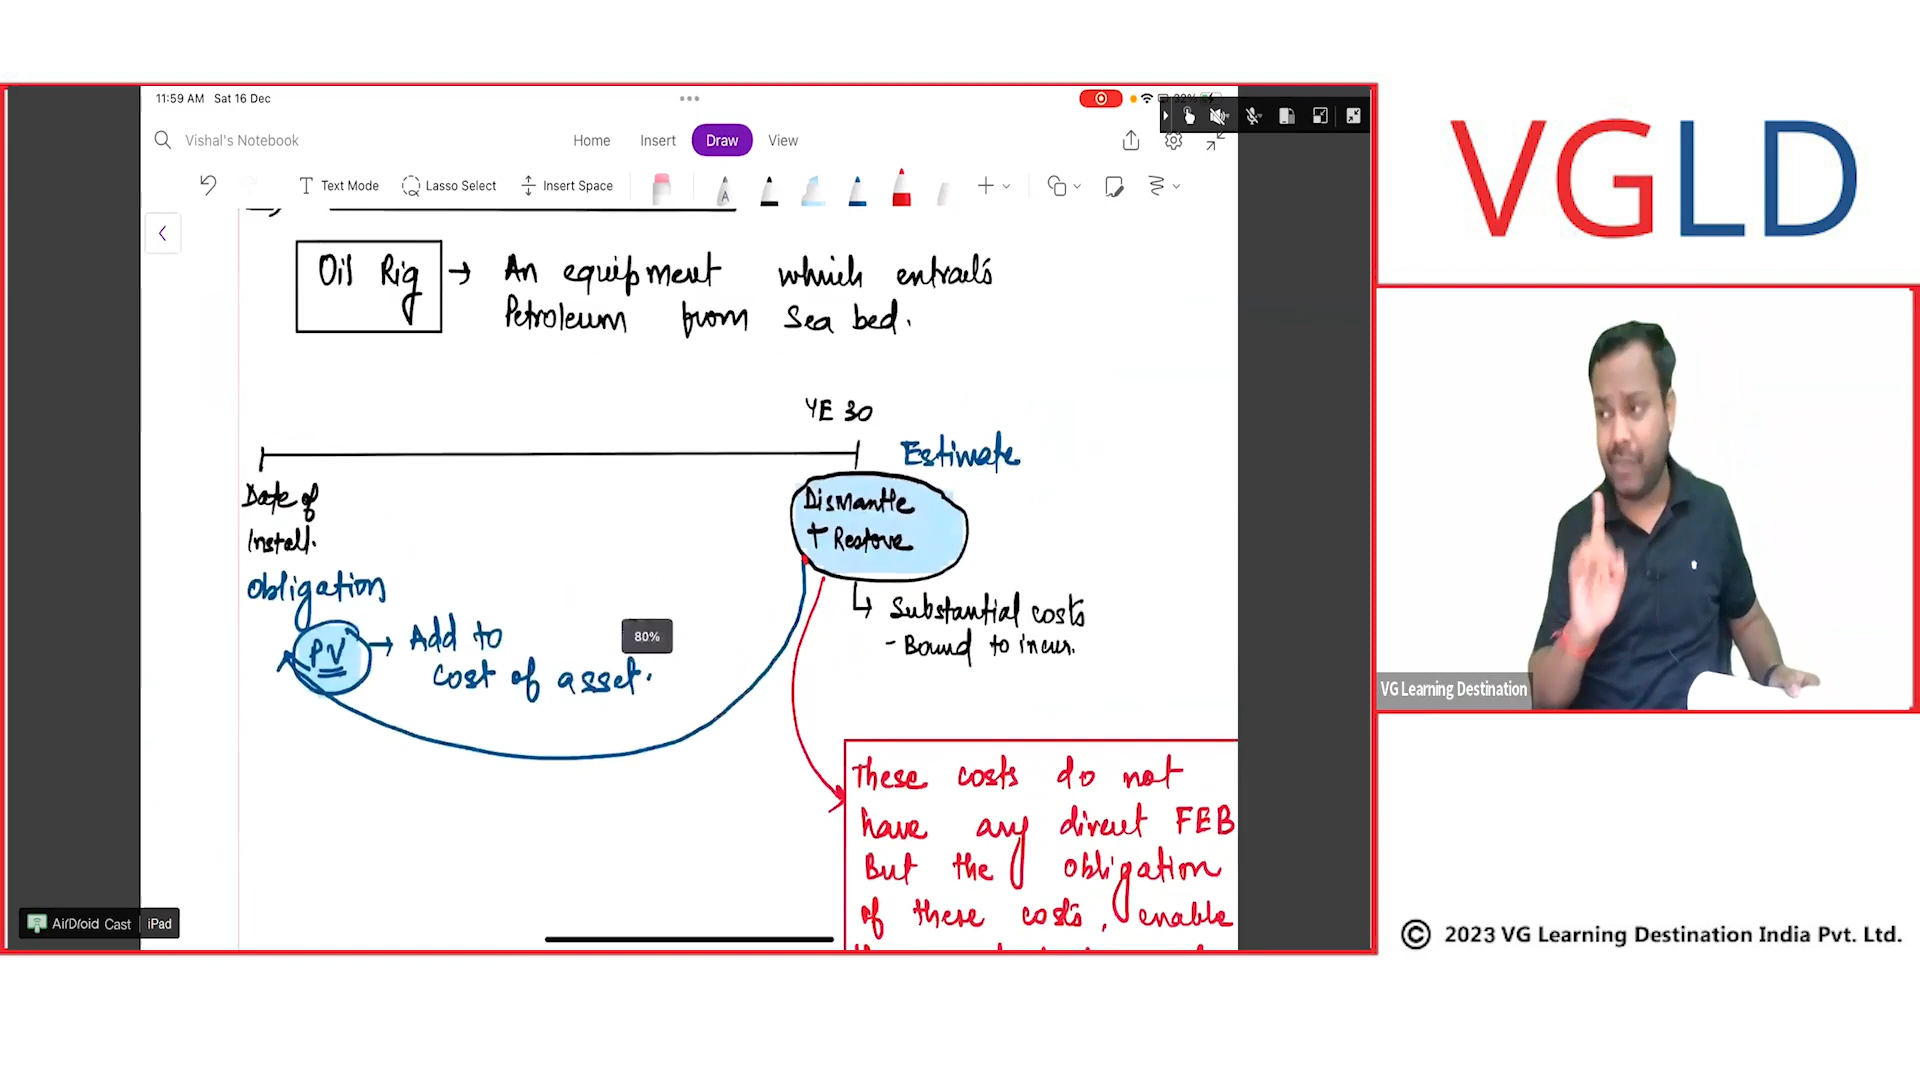 11:59 AM Sat 16 Dec
32%
Vishal's Notebook
Home Insert Draw View
Text Mode Lasso Select Insert Space
Oil Rig → An equipment which entrails
Petroleum from Sea bed.
YE 30
Estimate
Date of
Install.
Dismantle
+ Restore
Obligation
PV → Add to
cost of asset.
80%
↳ Substantial costs
- Bound to incur.
These costs do not
have any direct FEB
But the obligation
of these costs, enable
AirDroid Cast iPad
VGLD
VG Learning Destination
© 2023 VG Learning Destination India Pvt. Ltd.